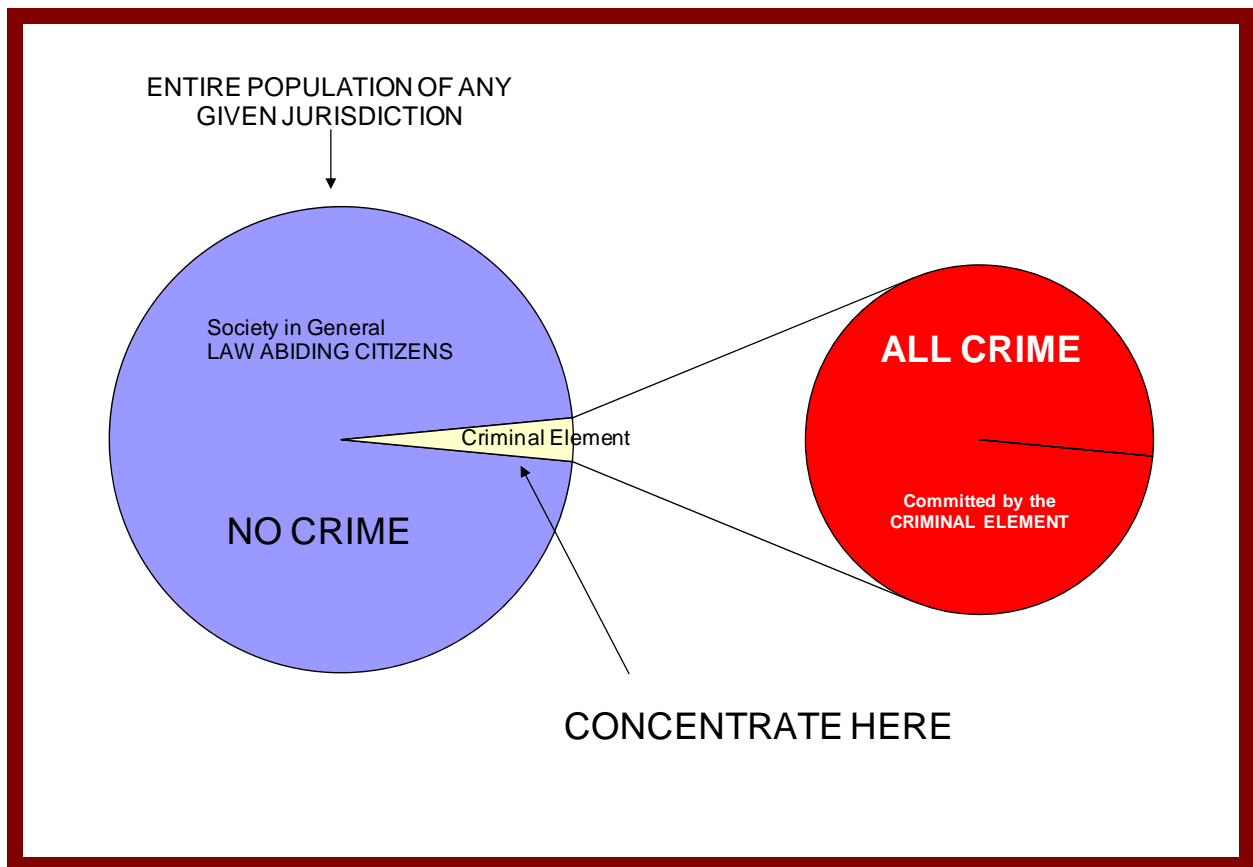 ENTIRE POPULATION OF ANY
GIVEN JURISDICTION
Society in General
LAW ABIDING CITIZENS
Criminal Element
NO CRIME
ALL CRIME
Committed by the
CRIMINAL ELEMENT
CONCENTRATE HERE